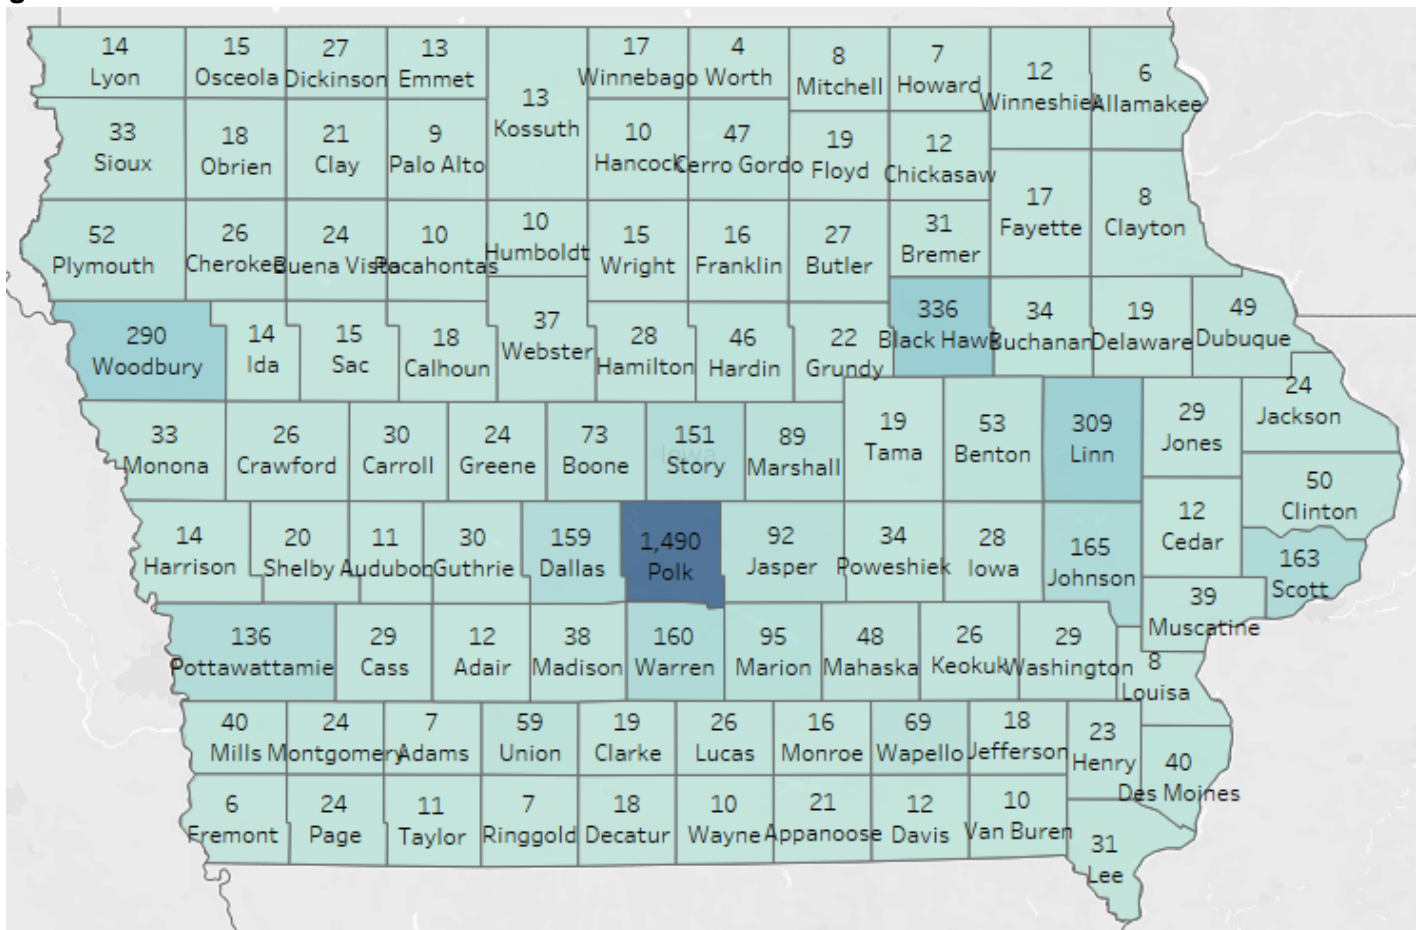 14
Lyon
15
Osceola
27
Dickinson
13
Emmet
13
Kossuth
17
Winnebago
4
Worth
8
Mitchell
7
Howard
12
Winneshiek
6
Allamakee
33
Sioux
18
Obrien
21
Clay
9
Palo Alto
10
Hancock
47
Cerro Gordo
19
Floyd
12
Chickasaw
17
Fayette
8
Clayton
52
Plymouth
26
Cherokee
24
Buena Vista
10
Pocahontas
10
Humboldt
15
Wright
16
Franklin
27
Butler
31
Bremer
290
Woodbury
14
Ida
15
Sac
18
Calhoun
37
Webster
28
Hamilton
46
Hardin
22
Grundy
336
Black Hawk
34
Buchanan
19
Delaware
49
Dubuque
33
Monona
26
Crawford
30
Carroll
24
Greene
73
Boone
151
Iowa
Story
89
Marshall
19
Tama
53
Benton
309
Linn
29
Jones
24
Jackson
50
Clinton
14
Harrison
20
Shelby
11
Audubon
30
Guthrie
159
Dallas
1,490
Polk
92
Jasper
34
Poweshiek
28
Iowa
165
Johnson
12
Cedar
163
Scott
39
Muscatine
136
Pottawattamie
29
Cass
12
Adair
38
Madison
160
Warren
95
Marion
48
Mahaska
26
Keokuk
29
Washington
8
Louisa
40
Mills
24
Montgomery
7
Adams
59
Union
19
Clarke
26
Lucas
16
Monroe
69
Wapello
18
Jefferson
23
Henry
40
Des Moines
6
Fremont
24
Page
11
Taylor
7
Ringgold
18
Decatur
10
Wayne
21
Appanoose
12
Davis
10
Van Buren
31
Lee